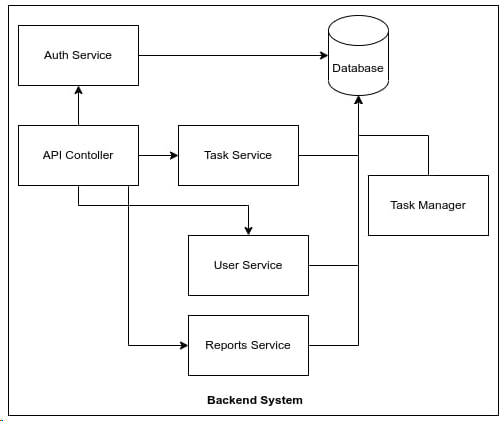 Auth Service
Database
API Contoller
Task Service
Task Manager
User Service
Reports Service
Backend System